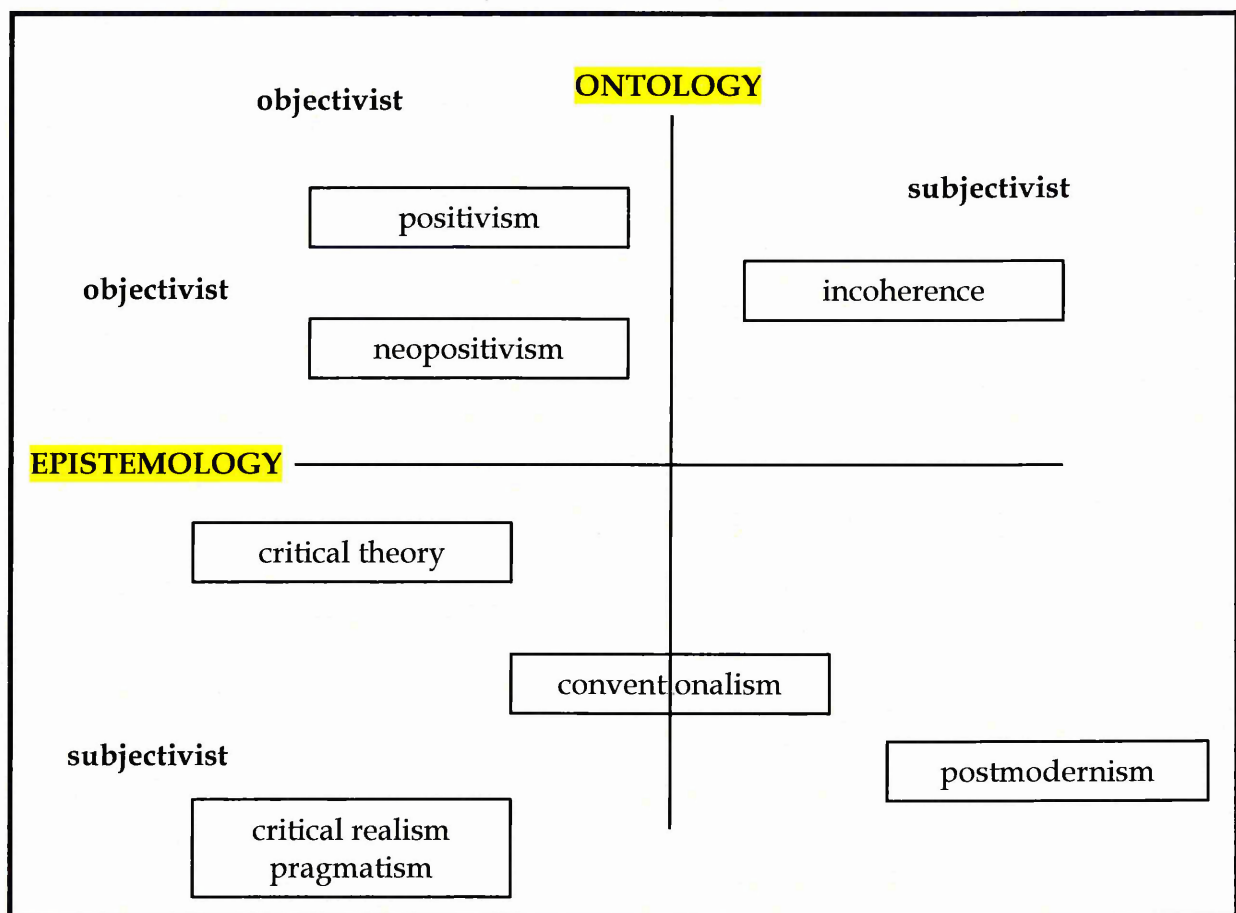 ONTOLOGY
objectivist
subjectivist
positivism
objectivist
incoherence
neopositivism
EPISTEMOLOGY
critical theory
conventionalism
subjectivist
postmodernism
critical realism
pragmatism